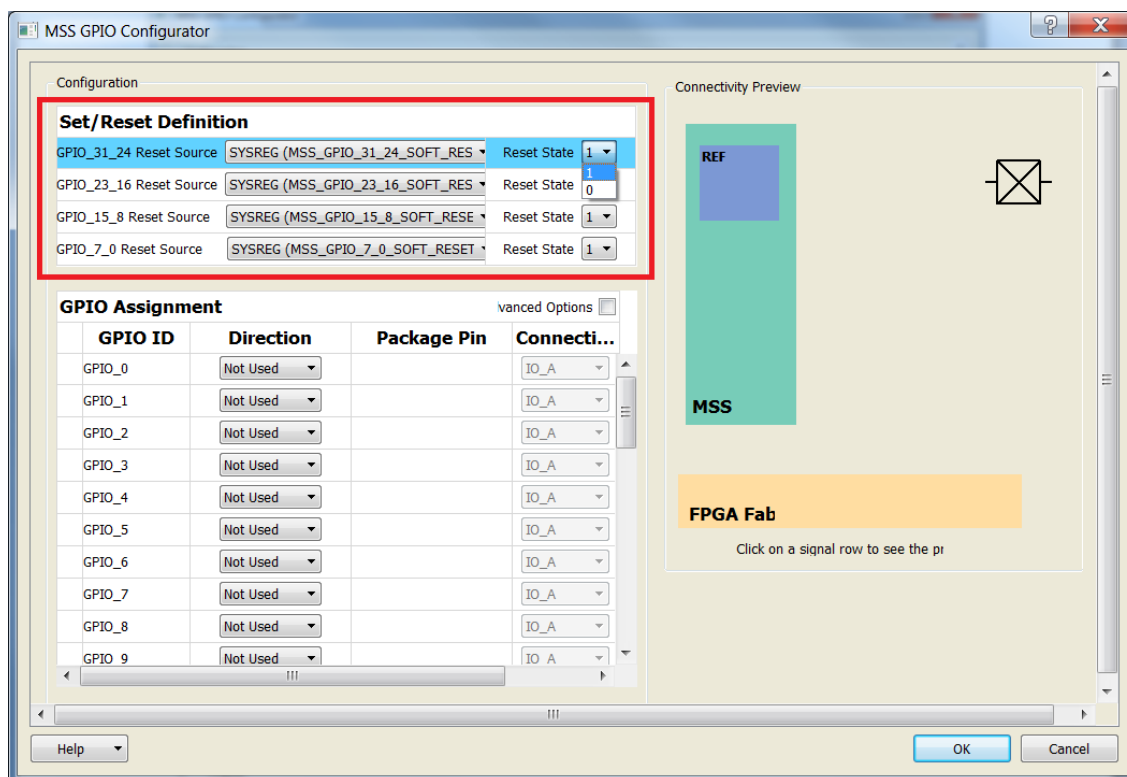 MSS GPIO Configurator
Configuration
Set/Reset Definition
GPIO_31_24 Reset Source SYSREG (MSS_GPIO_31_24_SOFT_RES Reset State 1
1
GPIO_23_16 Reset Source SYSREG (MSS_GPIO_23_16_SOFT_RES Reset State 0
GPIO_15_8 Reset Source SYSREG (MSS_GPIO_15_8_SOFT_RESE Reset State 1
GPIO_7_0 Reset Source SYSREG (MSS_GPIO_7_0_SOFT_RESET Reset State 1
GPIO Assignment vanced Options
GPIO ID Direction Package Pin Connecti...
GPIO_0 Not Used IO_A
GPIO_1 Not Used IO_A
GPIO_2 Not Used IO_A
GPIO_3 Not Used IO_A
GPIO_4 Not Used IO_A
GPIO_5 Not Used IO_A
GPIO_6 Not Used IO_A
GPIO_7 Not Used IO_A
GPIO_8 Not Used IO_A
GPIO_9 Not Used IO_A
Connectivity Preview
REF
MSS
FPGA Fab
Click on a signal row to see the pr
Help OK Cancel